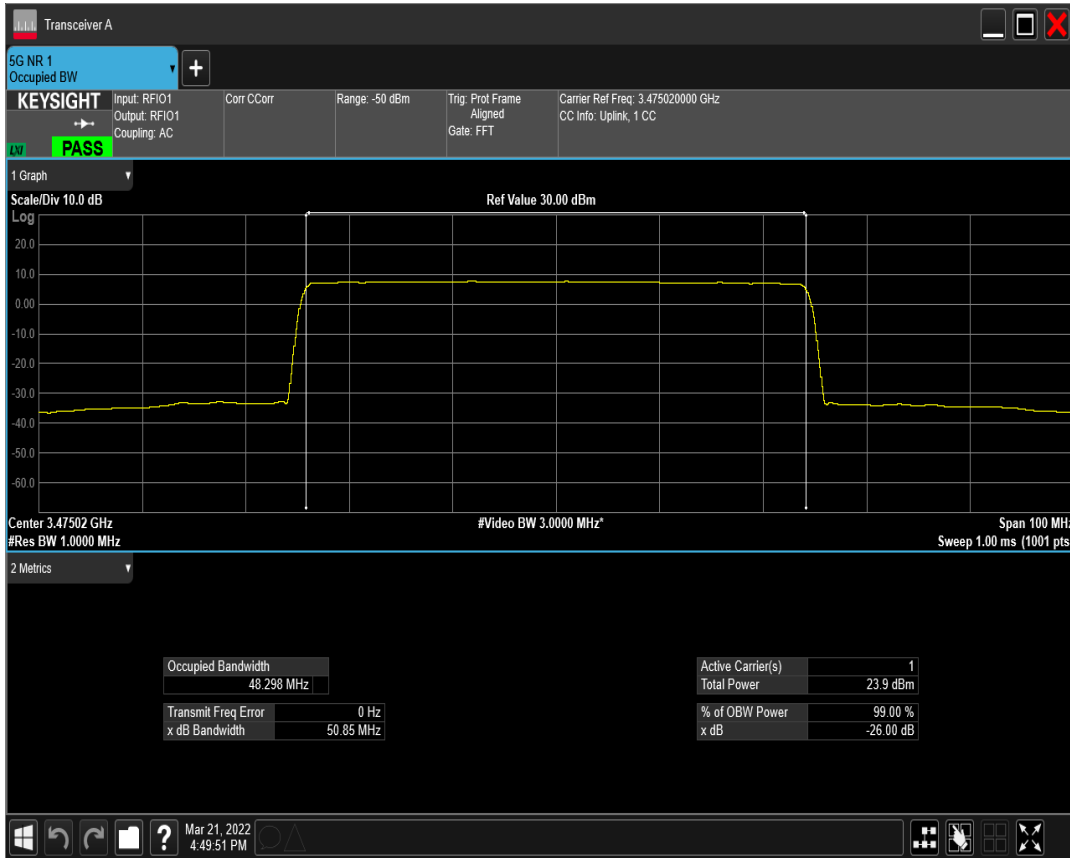 Transceiver A
5G NR 1
Occupied BW
+
KEYSIGHT
LXI
PASS
Input: RFIO1
Output: RFIO1
Coupling: AC
Corr CCorr
Range: -50 dBm
Trig: Prot Frame
Aligned
Gate: FFT
Carrier Ref Freq: 3.475020000 GHz
CC Info: Uplink, 1 CC
1 Graph
Scale/Div 10.0 dB
Ref Value 30.00 dBm
Log
20.0
10.0
0.00
-10.0
-20.0
-30.0
-40.0
-50.0
-60.0
Center 3.47502 GHz
#Video BW 3.0000 MHz*
Span 100 MHz
#Res BW 1.0000 MHz
Sweep 1.00 ms (1001 pts
2 Metrics
Occupied Bandwidth
48.298 MHz
Transmit Freq Error 0 Hz
x dB Bandwidth 50.85 MHz
Active Carrier(s) 1
Total Power 23.9 dBm
% of OBW Power 99.00 %
x dB -26.00 dB
?
Mar 21, 2022
4:49:51 PM